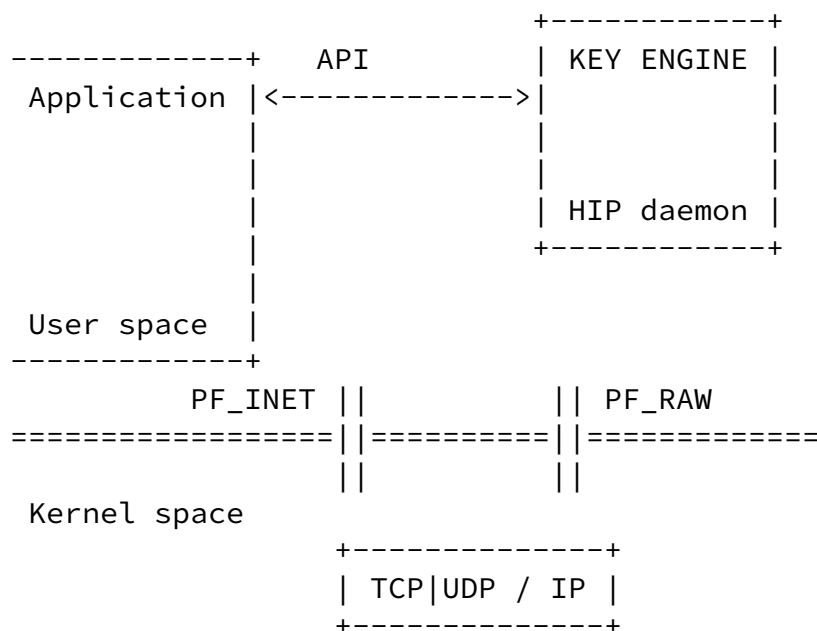 API KEY ENGINE
Application
HIP daemon
User space
PF_INET PF_RAW
Kernel space
TCP|UDP / IP